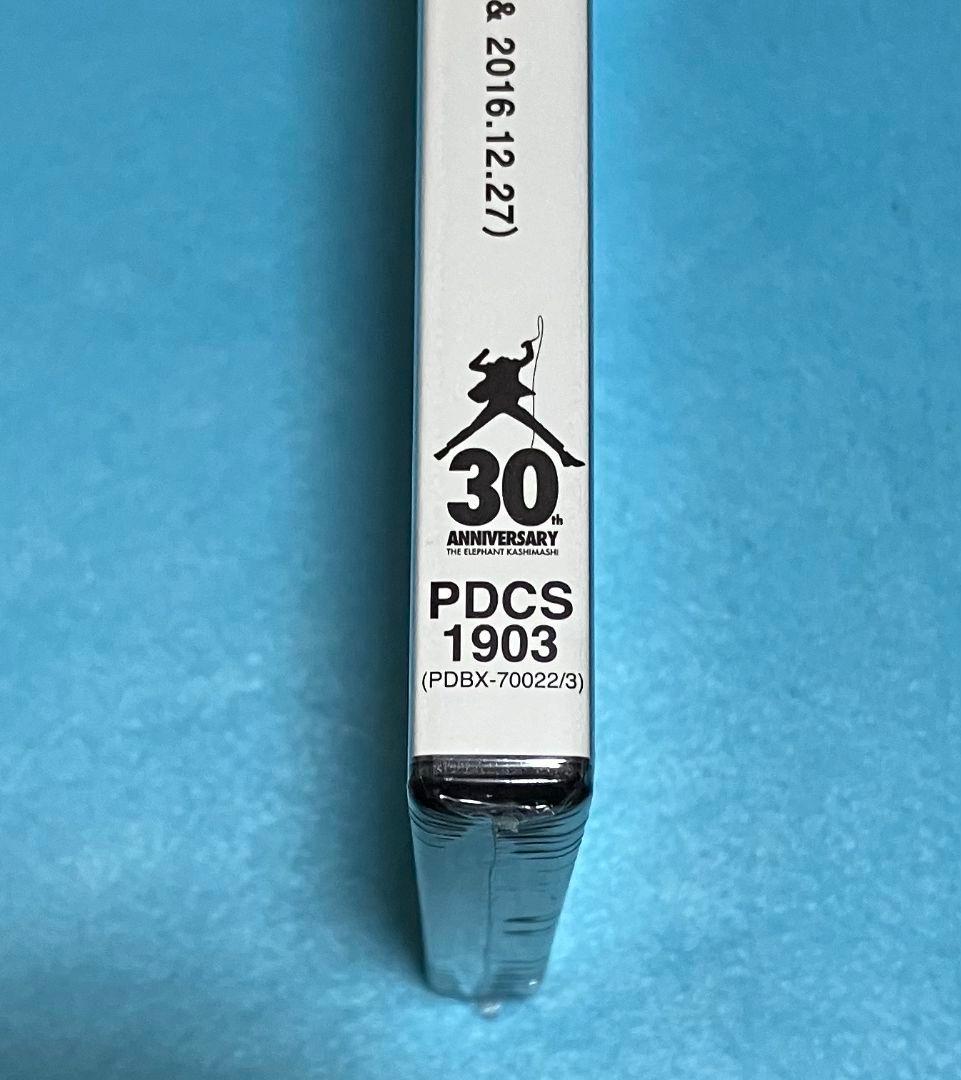 & 2016.12.27)
30th
ANNIVERSARY
THE ELEPHANT KASHIMASHI
PDCS
1903
(PDBX-70022/3)